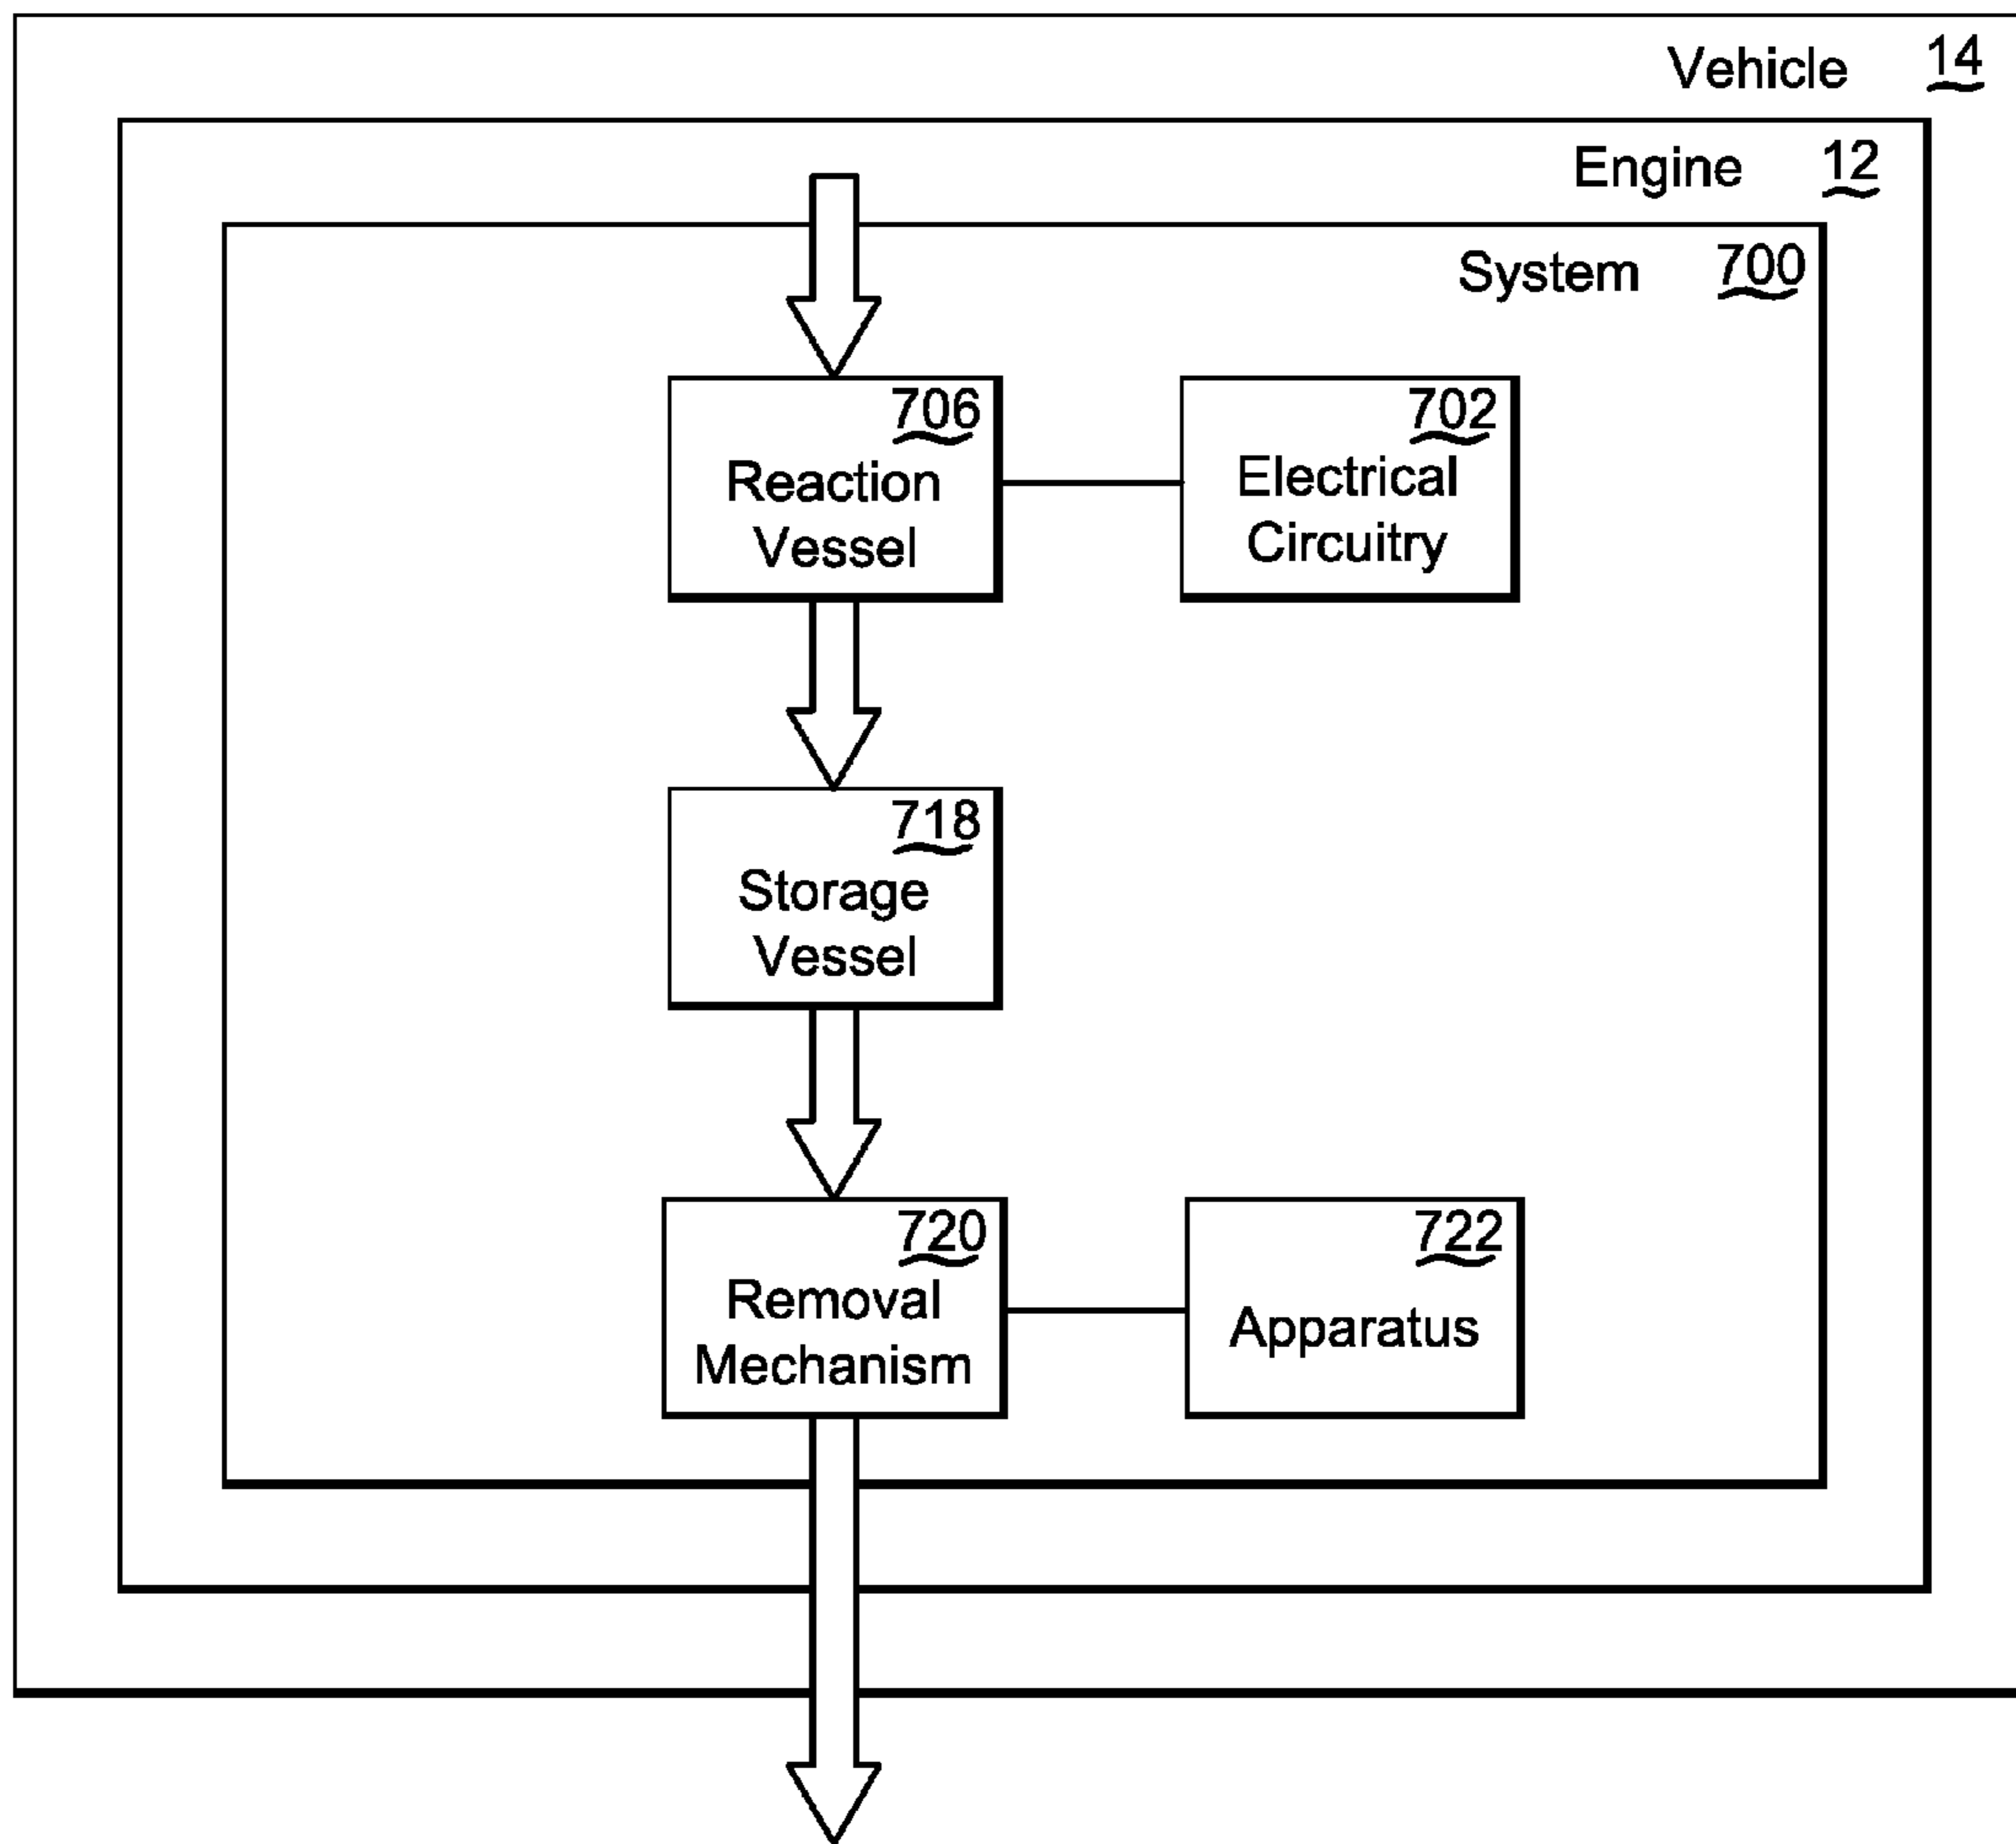 Vehicle 14
Engine 12
System 700
706
Reaction
Vessel
702
Electrical
Circuitry
718
Storage
Vessel
720
Removal
Mechanism
722
Apparatus